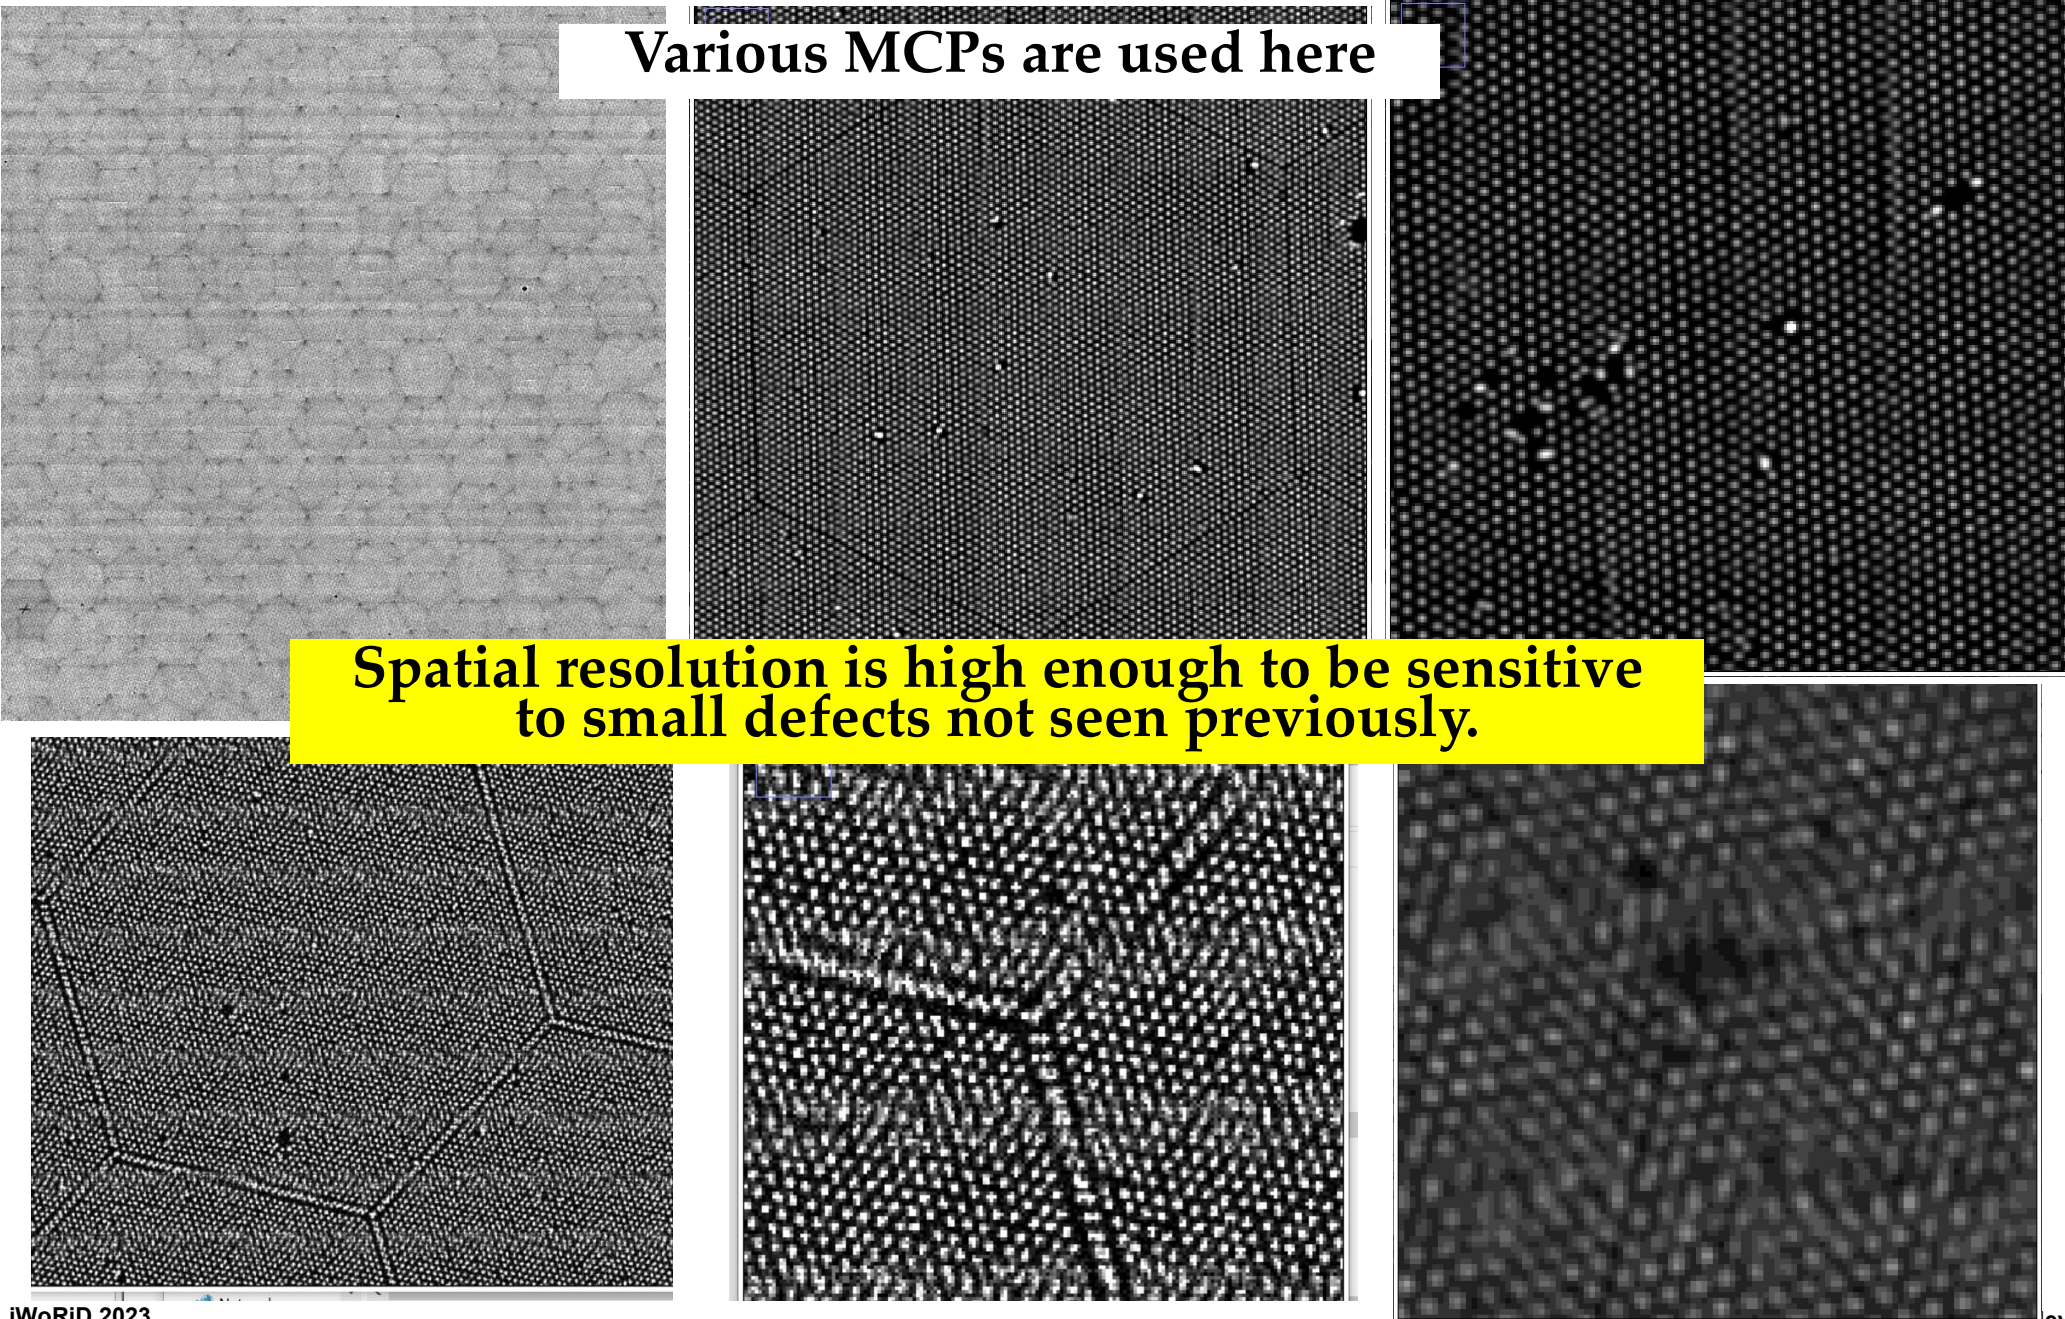 Various MCPs are used here
Spatial resolution is high enough to be sensitive
to small defects not seen previously.
iWoRiD 2023